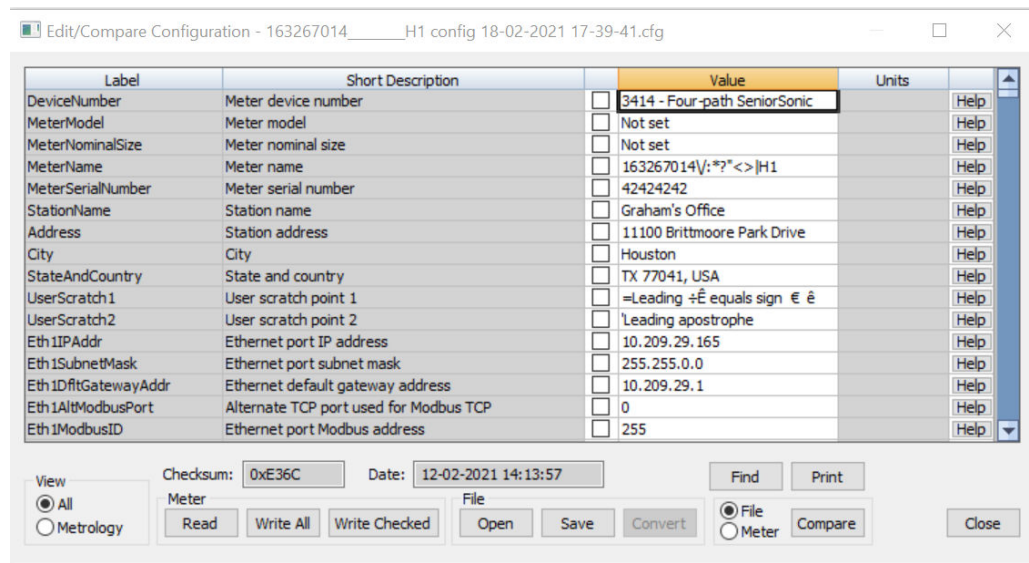 Edit/Compare Configuration - 163267014______H1 config 18-02-2021 17-39-41.cfg
Label Short Description Value Units
DeviceNumber Meter device number 3414 - Four-path SeniorSonic Help
MeterModel Meter model Not set Help
MeterNominalSize Meter nominal size Not set Help
MeterName Meter name 163267014\/:*?"<>|H1 Help
MeterSerialNumber Meter serial number 42424242 Help
StationName Station name Graham's Office Help
Address Station address 11100 Brittmoore Park Drive Help
City City Houston Help
StateAndCountry State and country TX 77041, USA Help
UserScratch1 User scratch point 1 =Leading ÷Ê equals sign € ê Help
UserScratch2 User scratch point 2 'Leading apostrophe Help
Eth1IPAddr Ethernet port IP address 10.209.29.165 Help
Eth1SubnetMask Ethernet port subnet mask 255.255.0.0 Help
Eth1DfltGatewayAddr Ethernet default gateway address 10.209.29.1 Help
Eth1AltModbusPort Alternate TCP port used for Modbus TCP 0 Help
Eth1ModbusID Ethernet port Modbus address 255 Help
View Checksum: 0xE36C Date: 12-02-2021 14:13:57 Find Print
All Meter File File
Metrology Read Write All Write Checked Open Save Convert Meter Compare Close